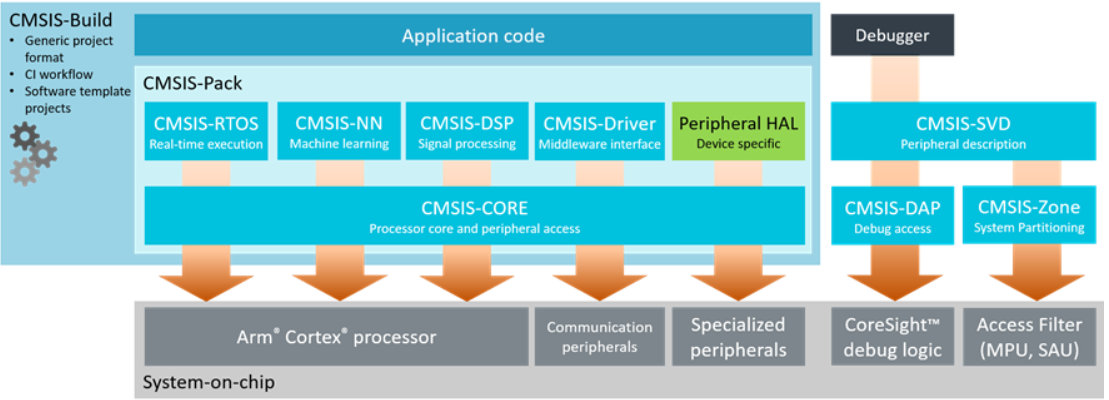 CMSIS-Build
• Generic project
format
• CI workflow
• Software template
projects
Application code
Debugger
CMSIS-Pack
CMSIS-RTOS
Real-time execution
CMSIS-NN
Machine learning
CMSIS-DSP
Signal processing
CMSIS-Driver
Middleware interface
Peripheral HAL
Device specific
CMSIS-SVD
Peripheral description
CMSIS-CORE
Processor core and peripheral access
CMSIS-DAP
Debug access
CMSIS-Zone
System Partitioning
Arm® Cortex® processor
Communication
peripherals
Specialized
peripherals
CoreSight™
debug logic
Access Filter
(MPU, SAU)
System-on-chip